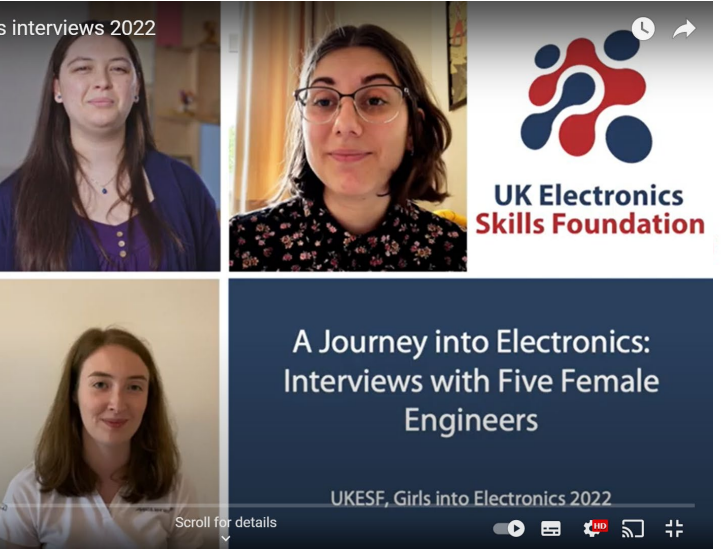 s interviews 2022
UK Electronics
Skills Foundation
A Journey into Electronics:
Interviews with Five Female
Engineers
UKESF, Girls into Electronics 2022
Scroll for details
HD